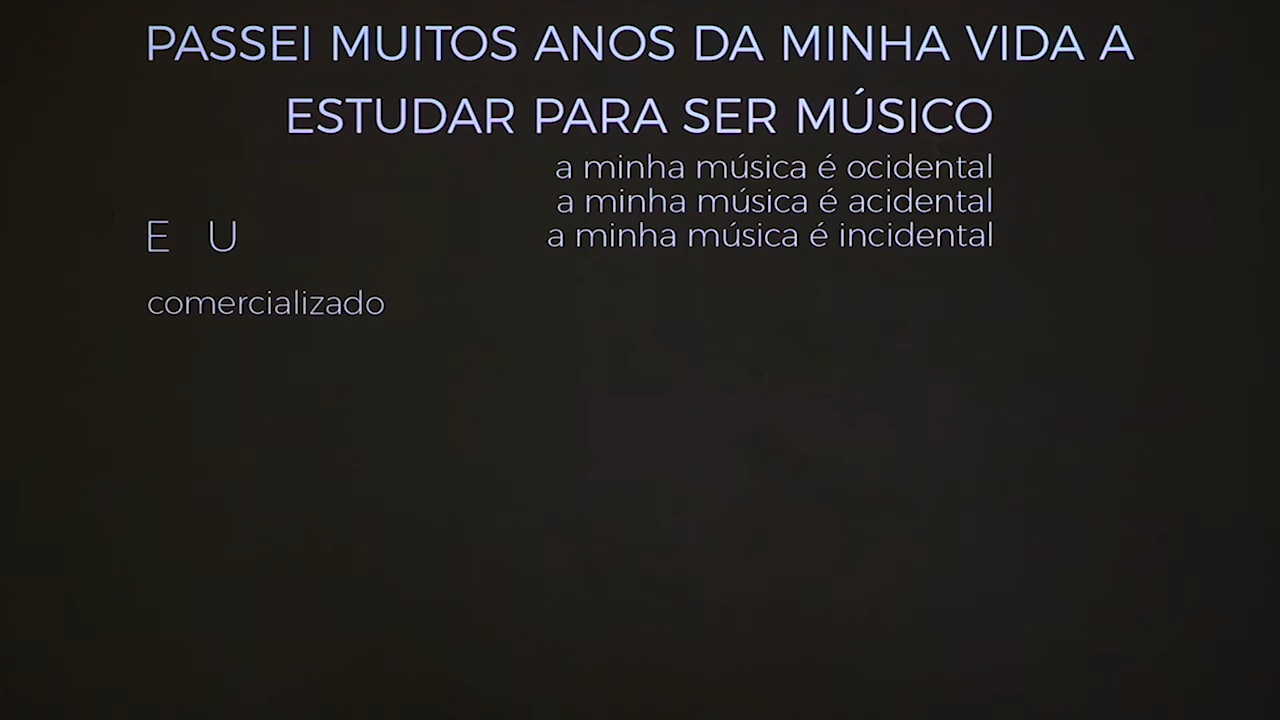 PASSEI MUITOS ANOS DA MINHA VIDA A
ESTUDAR PARA SER MÚSICO
a minha música é ocidental
a minha música é acidental
a minha música é incidental
E U
comercializado